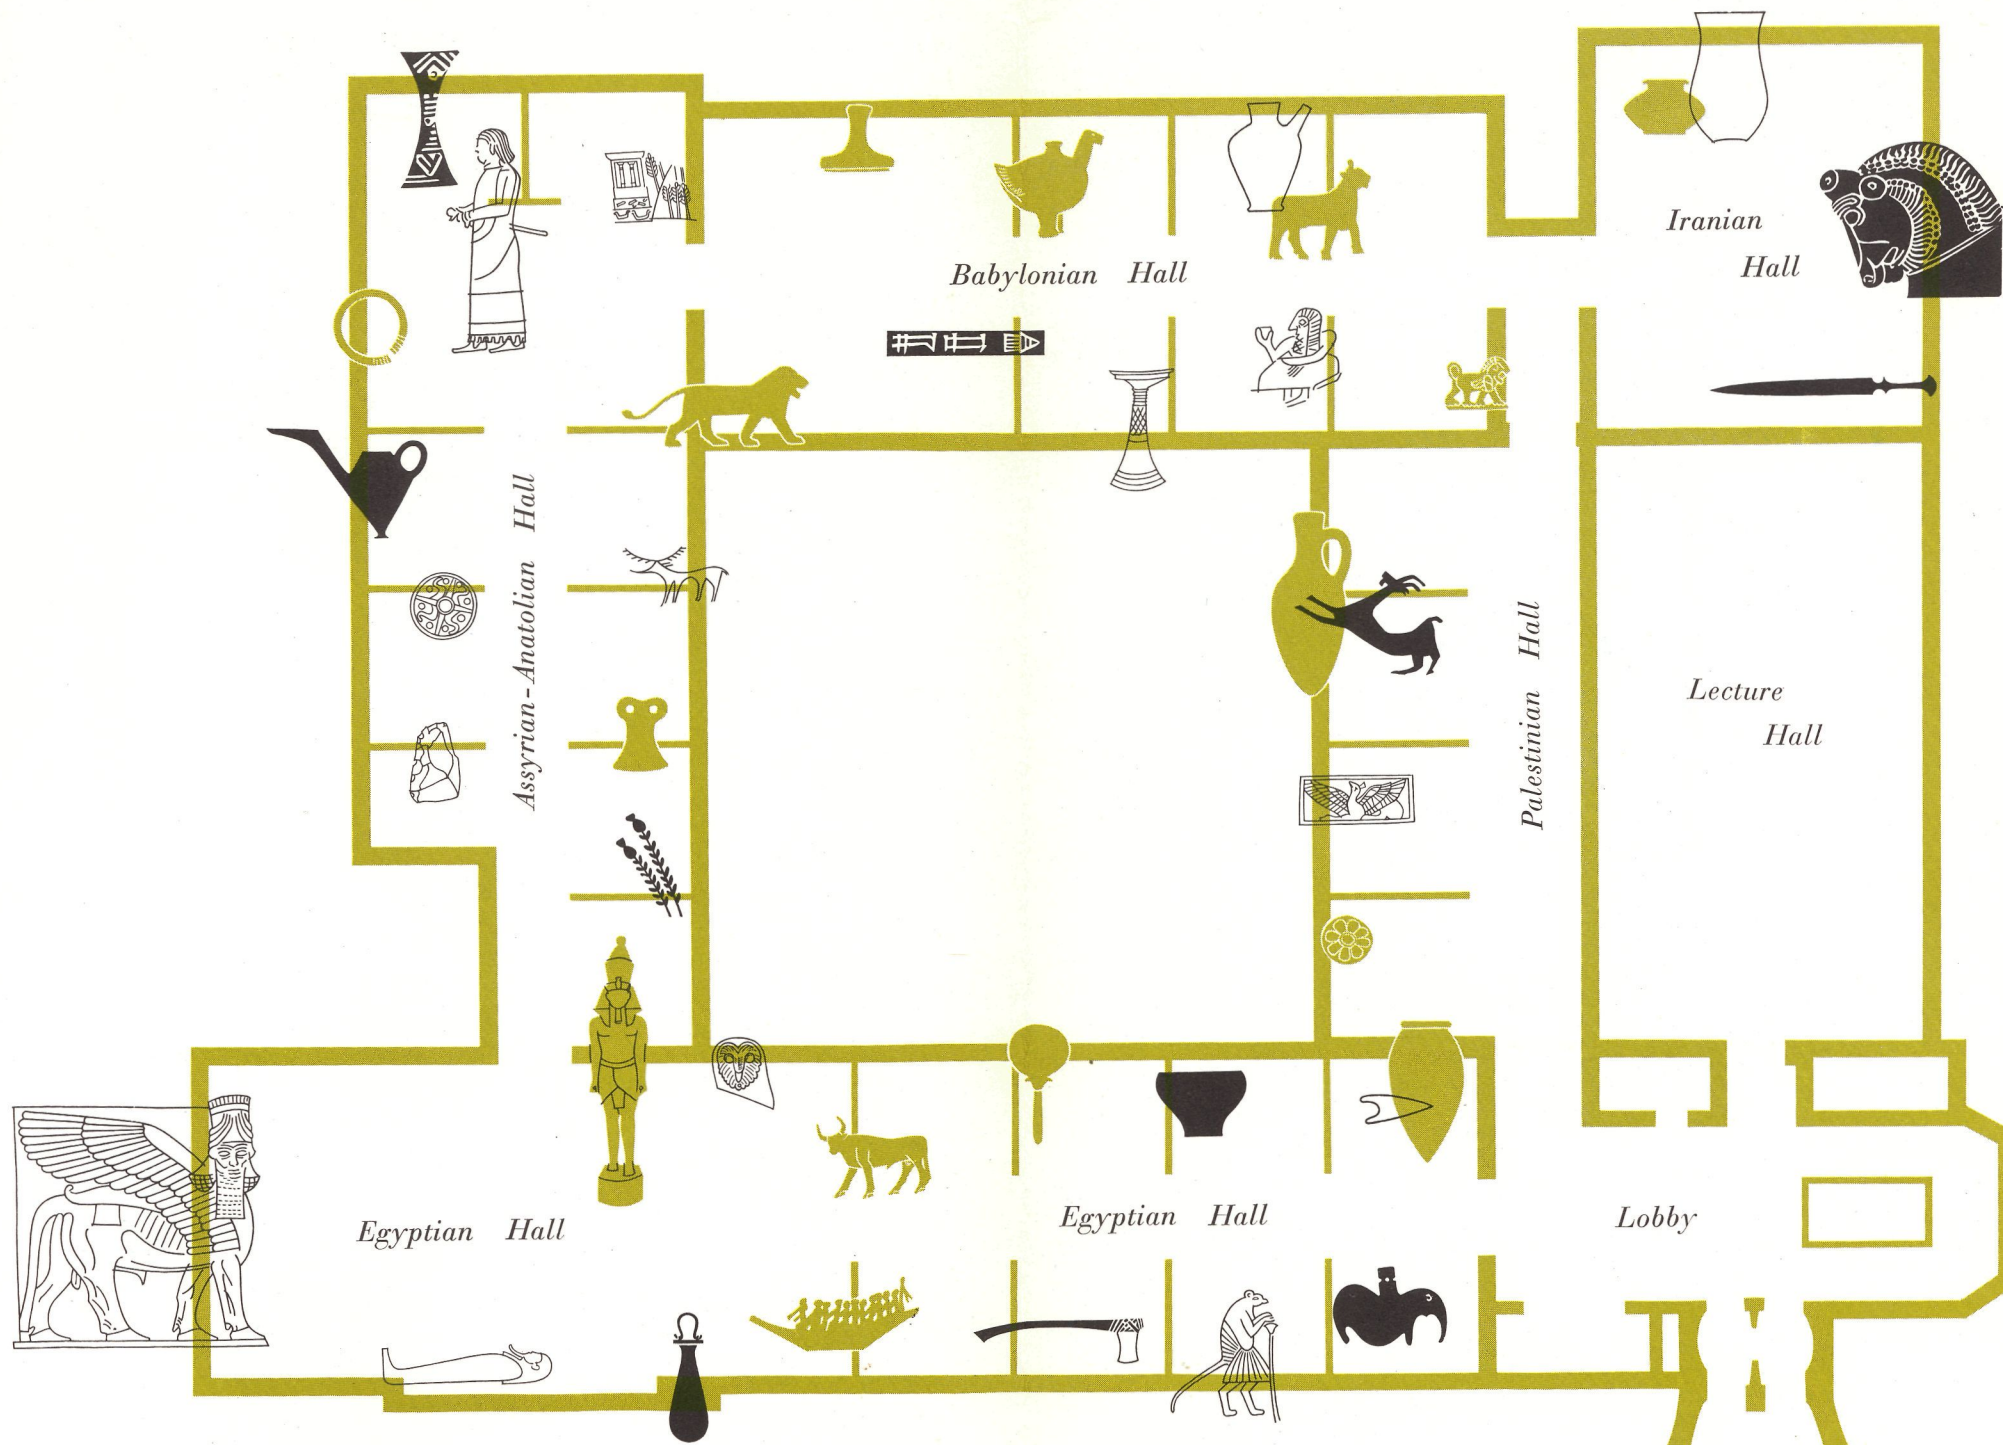 Iranian
Hall
Babylonian Hall
Assyrian-Anatolian Hall
Palestinian Hall
Lecture
Hall
Egyptian Hall
Egyptian Hall
Lobby